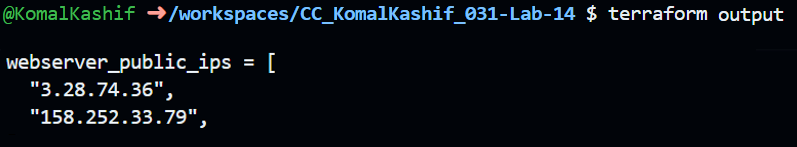 @KomalKashif ➜/workspaces/CC_KomalKashif_031-Lab-14 $ terraform output
webserver_public_ips = [
"3.28.74.36",
"158.252.33.79",